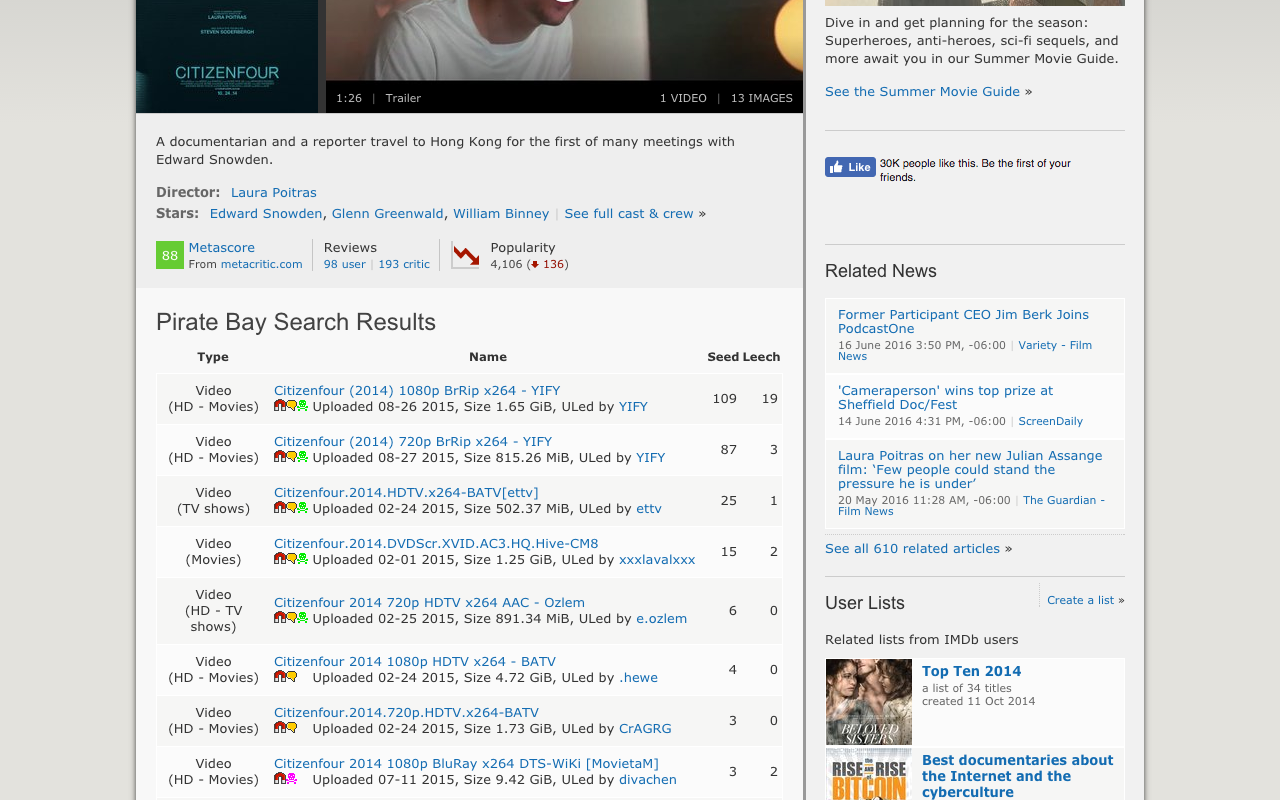 LAURA POITRAS
STEVEN SODERBERGH
CITIZENFOUR
1:26 | Trailer
1 VIDEO | 13 IMAGES
A documentarian and a reporter travel to Hong Kong for the first of many meetings with
Edward Snowden.
Director: Laura Poitras
Stars: Edward Snowden, Glenn Greenwald, William Binney | See full cast & crew »
88 Metascore
From metacritic.com
Reviews
98 user | 193 critic
Popularity
4,106 ( 136)
Pirate Bay Search Results
Type Name Seed Leech
Video
(HD - Movies)
Citizenfour (2014) 1080p BrRip x264 - YIFY
Uploaded 08-26 2015, Size 1.65 GiB, ULed by YIFY
109 19
Video
(HD - Movies)
Citizenfour (2014) 720p BrRip x264 - YIFY
Uploaded 08-27 2015, Size 815.26 MiB, ULed by YIFY
87 3
Video
(TV shows)
Citizenfour.2014.HDTV.x264-BATV[ettv]
Uploaded 02-24 2015, Size 502.37 MiB, ULed by ettv
25 1
Video
(Movies)
Citizenfour.2014.DVDScr.XVID.AC3.HQ.Hive-CM8
Uploaded 02-01 2015, Size 1.25 GiB, ULed by xxxlavalxxx
15 2
Video
(HD - TV
shows)
Citizenfour 2014 720p HDTV x264 AAC - Ozlem
Uploaded 02-25 2015, Size 891.34 MiB, ULed by e.ozlem
6 0
Video
(HD - Movies)
Citizenfour 2014 1080p HDTV x264 - BATV
Uploaded 02-24 2015, Size 4.72 GiB, ULed by .hewe
4 0
Video
(HD - Movies)
Citizenfour.2014.720p.HDTV.x264-BATV
Uploaded 02-24 2015, Size 1.73 GiB, ULed by CrAGRG
3 0
Video
(HD - Movies)
Citizenfour 2014 1080p BluRay x264 DTS-WiKi [MovietaM]
Uploaded 07-11 2015, Size 9.42 GiB, ULed by divachen
3 2
Dive in and get planning for the season:
Superheroes, anti-heroes, sci-fi sequels, and
more await you in our Summer Movie Guide.
See the Summer Movie Guide »
Like 30K people like this. Be the first of your
friends.
Related News
Former Participant CEO Jim Berk Joins
PodcastOne
16 June 2016 3:50 PM, -06:00 | Variety - Film
News
'Cameraperson' wins top prize at
Sheffield Doc/Fest
14 June 2016 4:31 PM, -06:00 | ScreenDaily
Laura Poitras on her new Julian Assange
film: ‘Few people could stand the
pressure he is under’
20 May 2016 11:28 AM, -06:00 | The Guardian -
Film News
See all 610 related articles »
User Lists
Create a list »
Related lists from IMDb users
Top Ten 2014
a list of 34 titles
created 11 Oct 2014
BELOVED
SISTERS
Best documentaries about
the Internet and the
cyberculture
the
RISE AND RISE
of
BITCOIN